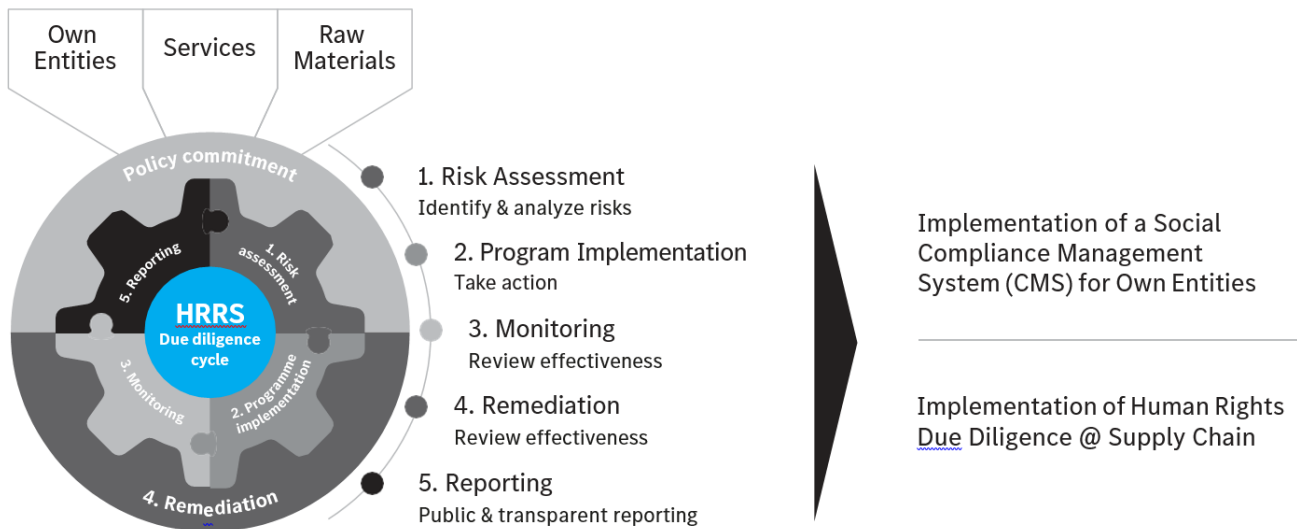 Own
Entities
Services
Raw
Materials
Policy commitment
1. Risk
assessment
2. Programme
implementation
3. Monitoring
4. Remediation
5. Reporting
HRRS
Due diligence
cycle
1. Risk Assessment
Identify & analyze risks
2. Program Implementation
Take action
3. Monitoring
Review effectiveness
4. Remediation
Review effectiveness
5. Reporting
Public & transparent reporting
Implementation of a Social
Compliance Management
System (CMS) for Own Entities
Implementation of Human Rights
Due Diligence @ Supply Chain